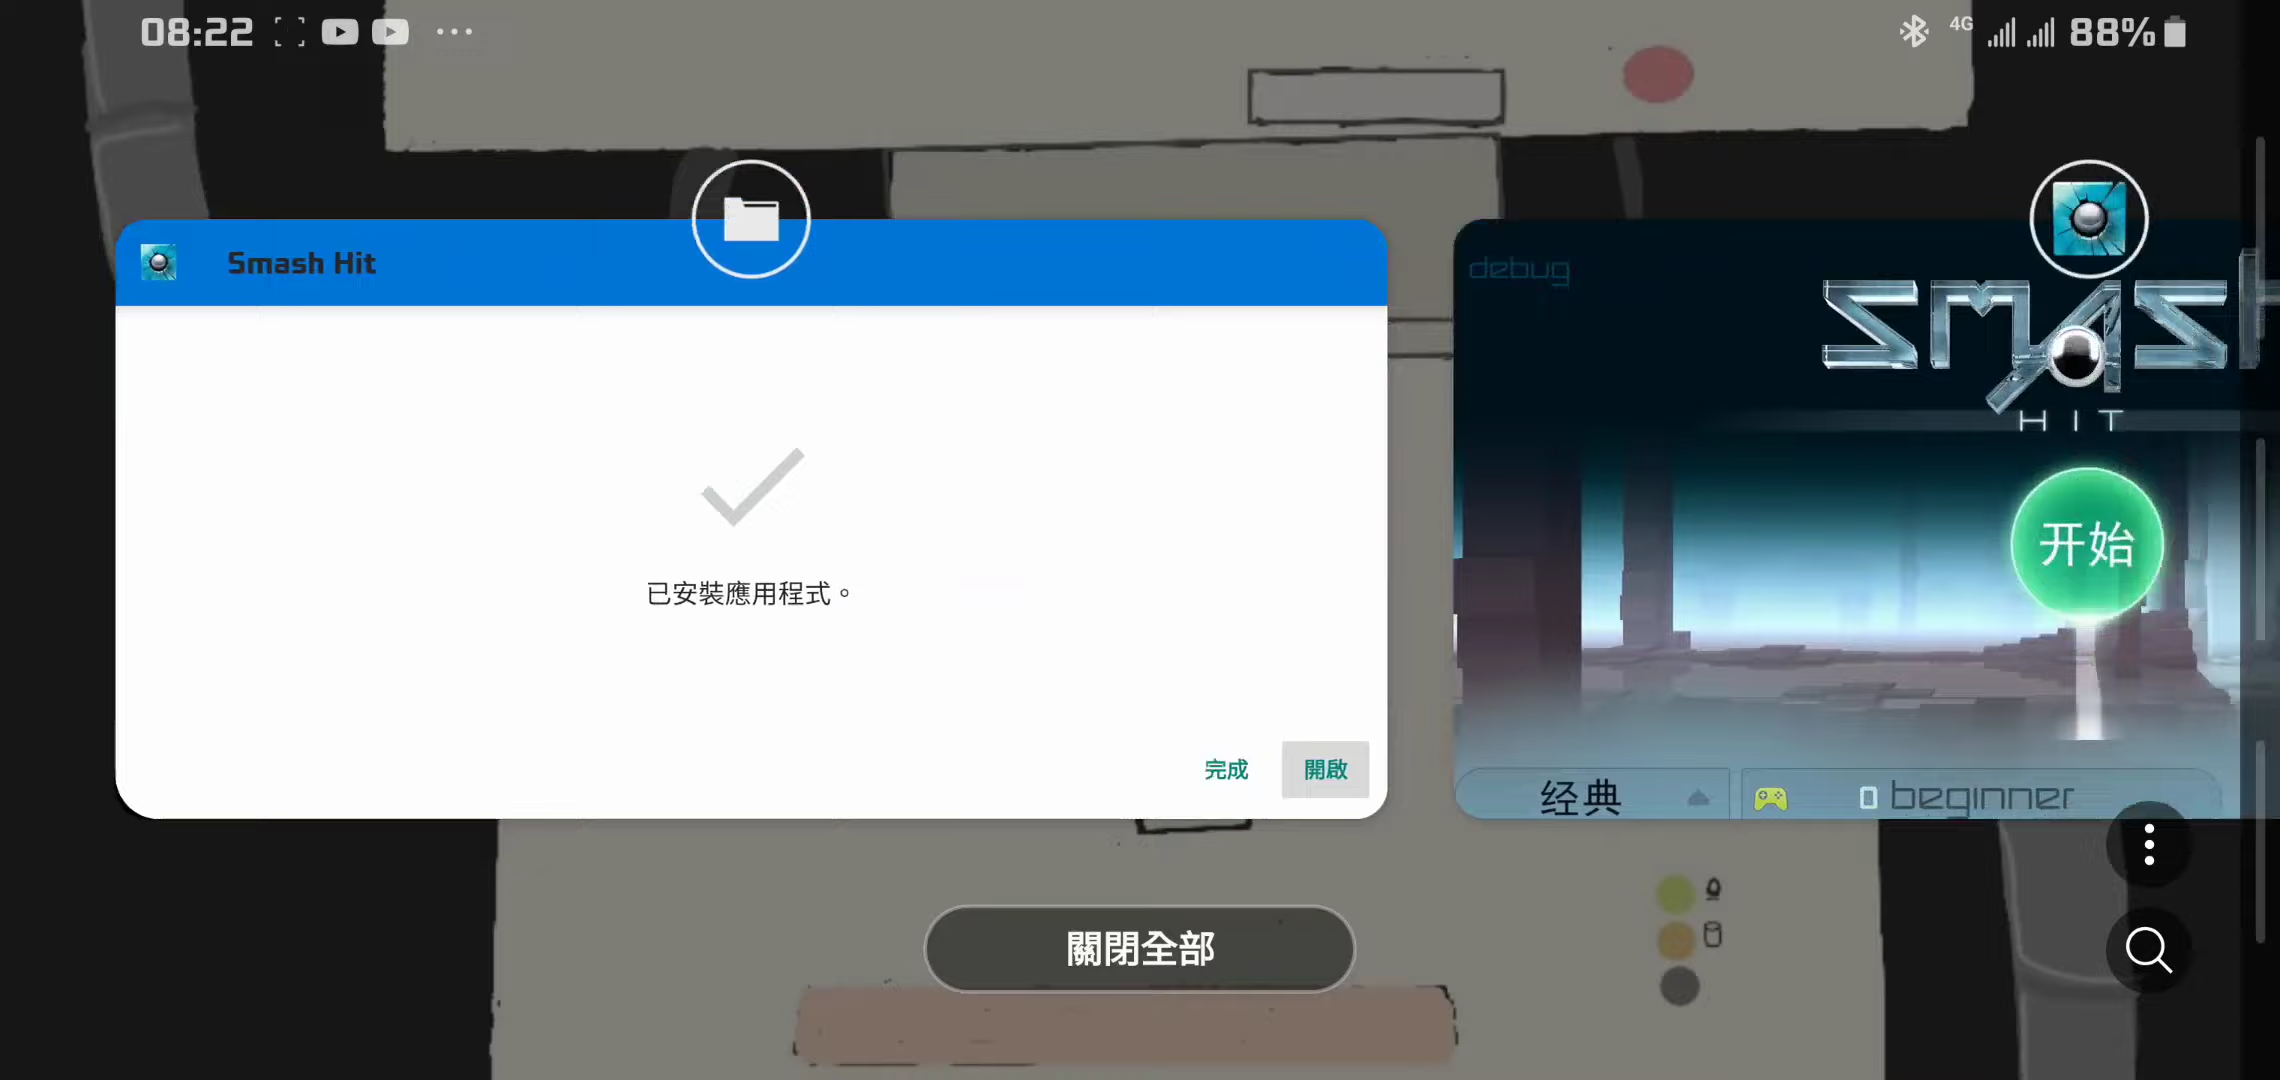 08:22
4G
88%
Smash Hit
已安裝應用程式。
完成
開啟
debug
SMASH
HIT
开始
经典
0 beginner
關閉全部